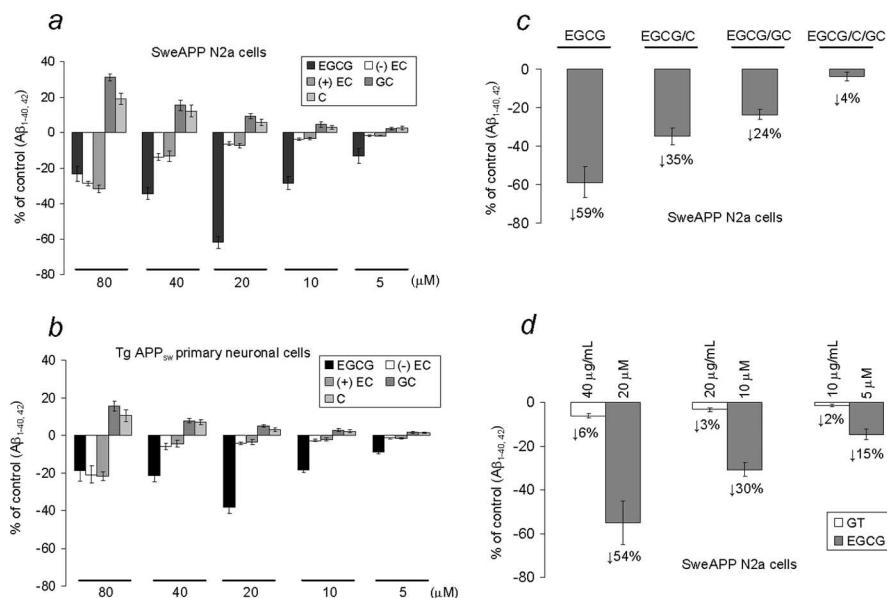 a
SweAPP N2a cells
EGCG
(-) EC
(+) EC
GC
C
% of control (Aβ1-40, 42)
40
20
0
-20
-40
-60
-80
80
40
20
10
5
(μM)
b
Tg APPsw primary neuronal cells
EGCG
(-) EC
(+) EC
GC
C
% of control (Aβ1-40, 42)
40
20
0
-20
-40
-60
-80
80
40
20
10
5
(μM)
c
EGCG
EGCG/C
EGCG/GC
EGCG/C/GC
% of control (Aβ1-40, 42)
0
-20
-40
-60
-80
↓59%
↓35%
↓24%
↓4%
SweAPP N2a cells
d
40 μg/mL
20 μM
20 μg/mL
10 μM
10 μg/mL
5 μM
% of control (Aβ1-40, 42)
0
-20
-40
-60
-80
↓6%
↓54%
↓3%
↓30%
↓2%
↓15%
GT
EGCG
SweAPP N2a cells